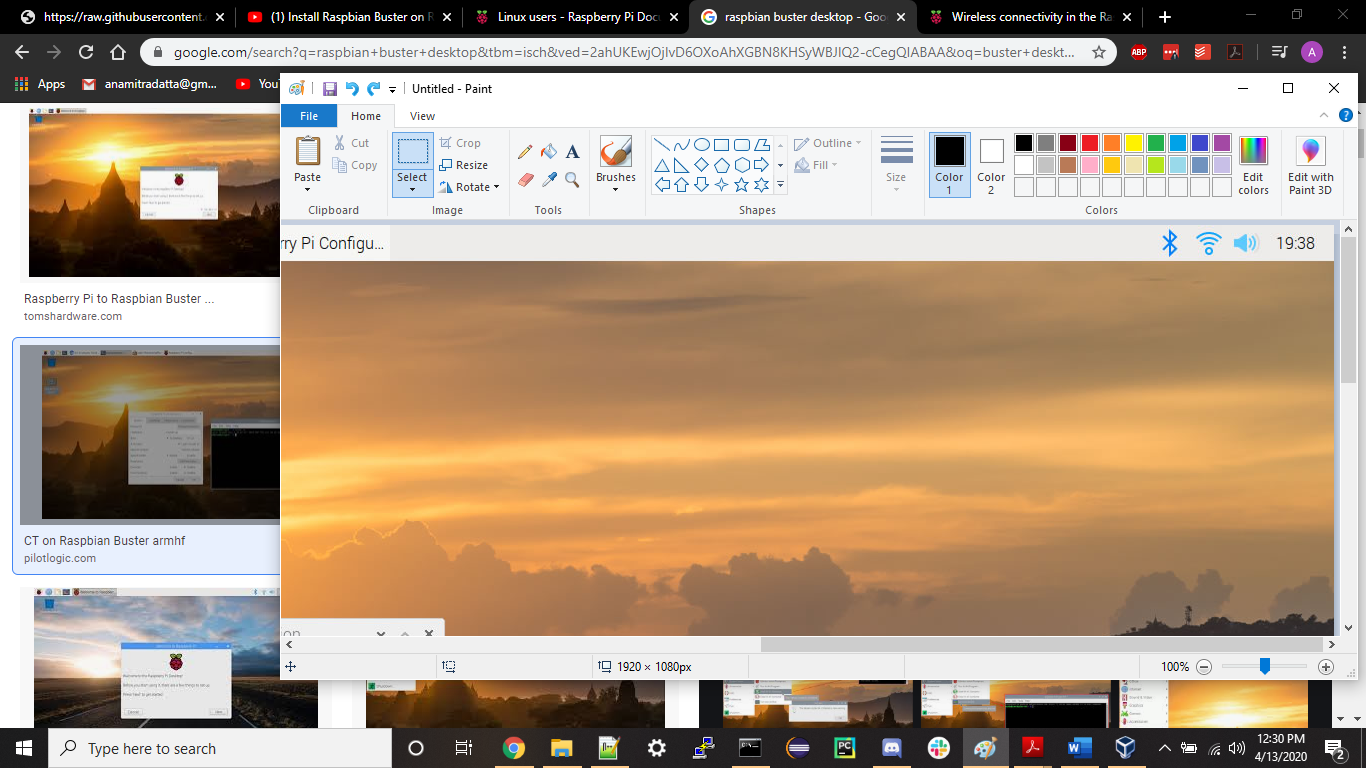 https://raw.githubusercontent.
(1) Install Raspbian Buster on R
Linux users - Raspberry Pi Docu
raspbian buster desktop - Goo
Wireless connectivity in the Ra
google.com/search?q=raspbian+buster+desktop&tbm=isch&ved=2ahUKEwjOjIvD6OXoAhXGBN8KHSyWBJIQ2-cCegQIABAA&oq=buster+deskt...
ABP
A
Apps
anamitradatta@gm...
YouT
Untitled - Paint
File
Home
View
Paste
Cut
Copy
Clipboard
Select
Crop
Resize
Rotate
Image
A
Tools
Brushes
Outline
Fill
Shapes
Size
Color 1
Color 2
Edit colors
Colors
Edit with Paint 3D
rry Pi Configu...
19:38
Raspberry Pi to Raspbian Buster ...
tomshardware.com
CT on Raspbian Buster armhf
pilotlogic.com
1920 × 1080px
100%
Type here to search
PC
W
12:30 PM
4/13/2020
2